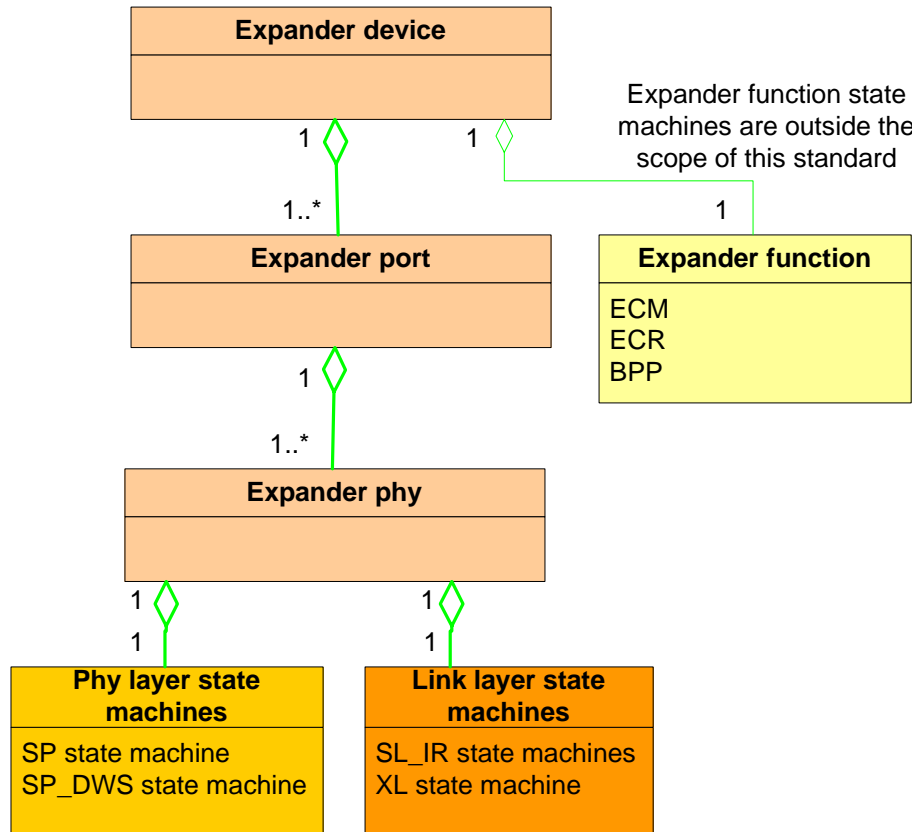 Expander device
Expander function state
machines are outside the
scope of this standard
1
1
1..*
1
Expander port
Expander function
ECM
ECR
BPP
1
1..*
Expander phy
1
1
1
1
Phy layer state
machines
SP state machine
SP_DWS state machine
Link layer state
machines
SL_IR state machines
XL state machine